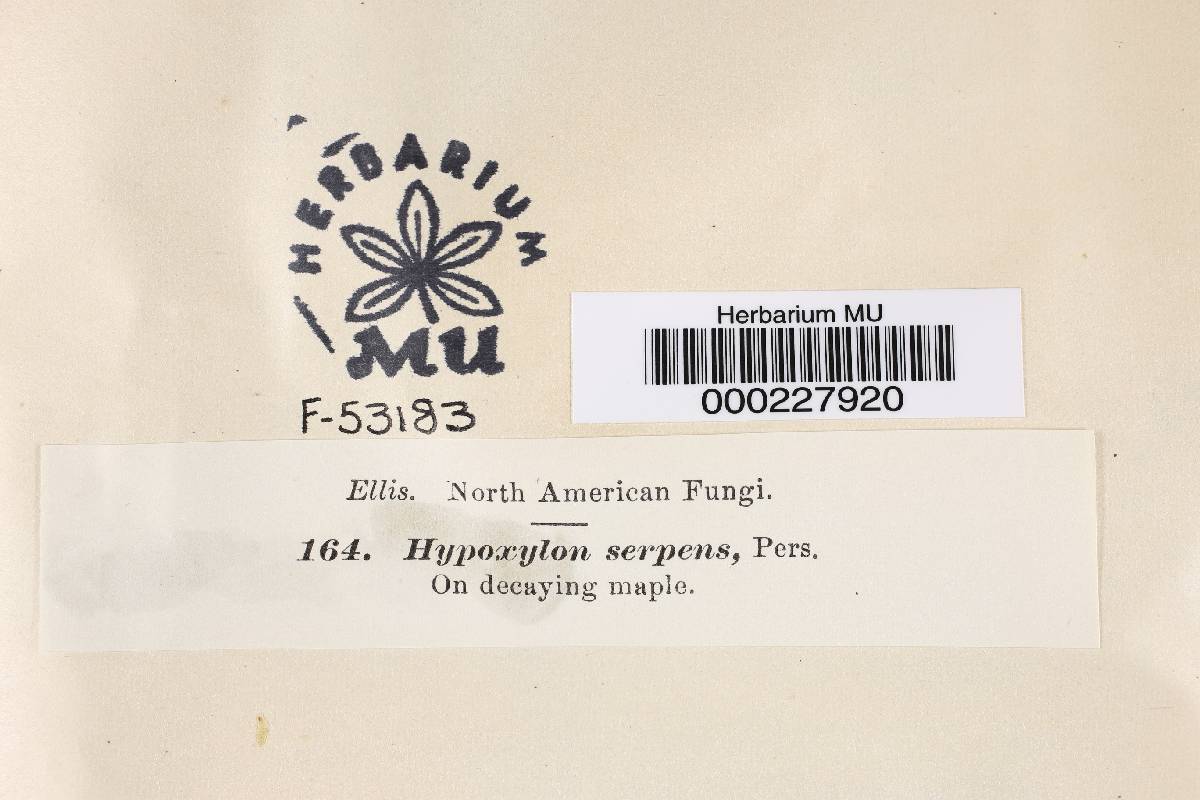 HERBARIUM
MU
F-53183
Herbarium MU
000227920
Ellis. North American Fungi.
164. Hypoxylon serpens, Pers.
On decaying maple.